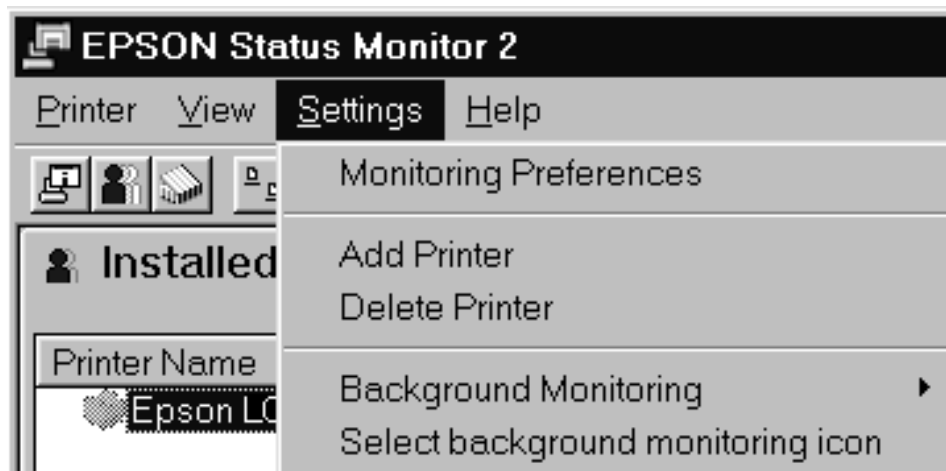 EPSON Status Monitor 2
Printer View Settings Help
Monitoring Preferences
Installed
Add Printer
Delete Printer
Printer Name
Epson
Background Monitoring
Select background monitoring icon